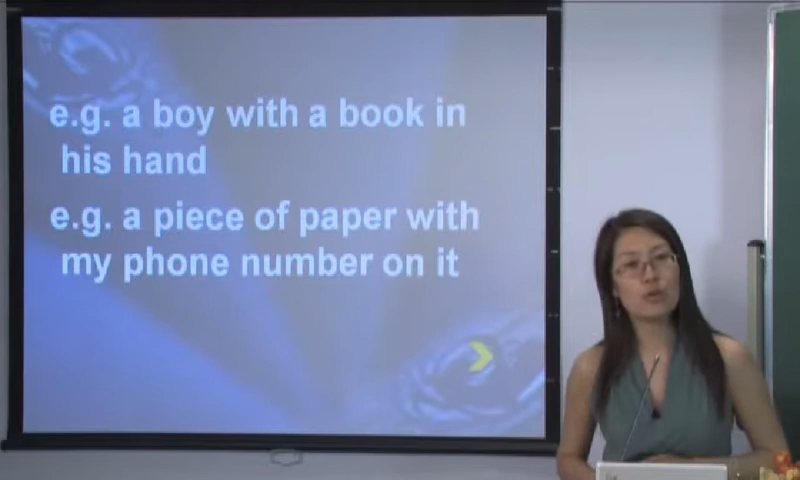 e.g. a boy with a book in
his hand
e.g. a piece of paper with
my phone number on it